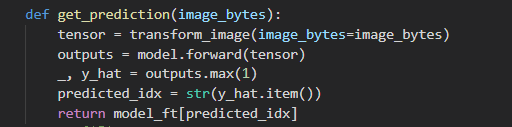 def get_prediction(image_bytes):
    tensor = transform_image(image_bytes=image_bytes)
    outputs = model.forward(tensor)
    _, y_hat = outputs.max(1)
    predicted_idx = str(y_hat.item())
    return model_ft[predicted_idx]